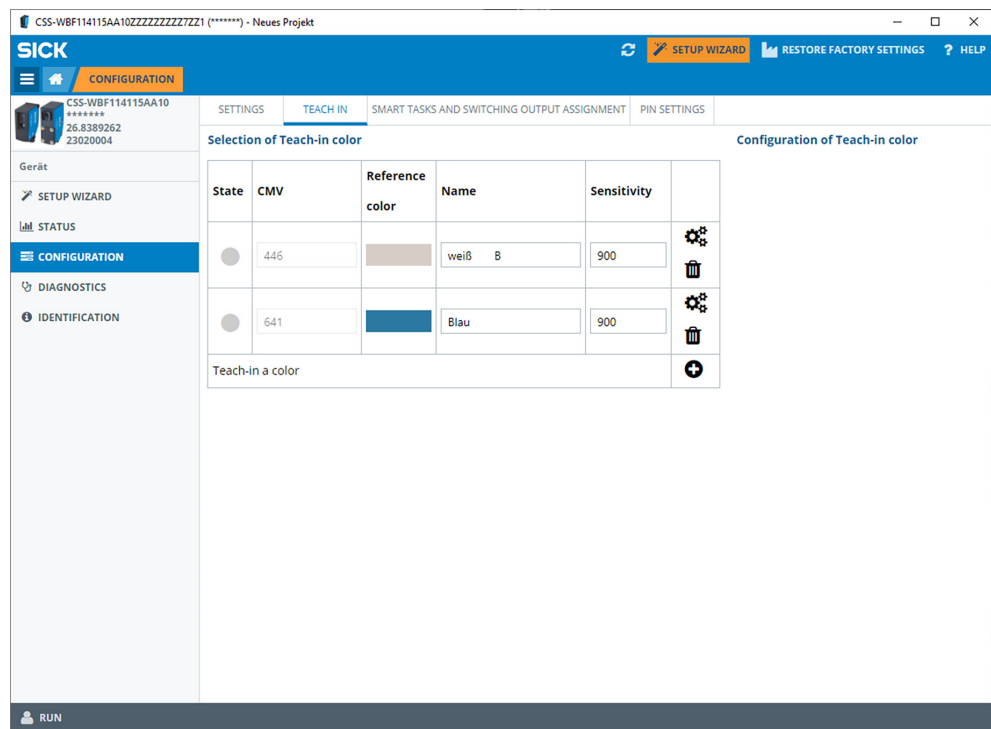 CSS-WBF114115AA10ZZZZZZZZZ7ZZ1 (*******) - Neues Projekt
SICK
SETUP WIZARD
RESTORE FACTORY SETTINGS
? HELP
CONFIGURATION
CSS-WBF114115AA10
*******
26.8389262
23020004
Gerät
SETUP WIZARD
STATUS
CONFIGURATION
DIAGNOSTICS
IDENTIFICATION
SETTINGS
TEACH IN
SMART TASKS AND SWITCHING OUTPUT ASSIGNMENT
PIN SETTINGS
Selection of Teach-in color
Configuration of Teach-in color
State CMV Reference color Name Sensitivity
446 weiß B 900
641 Blau 900
Teach-in a color
RUN